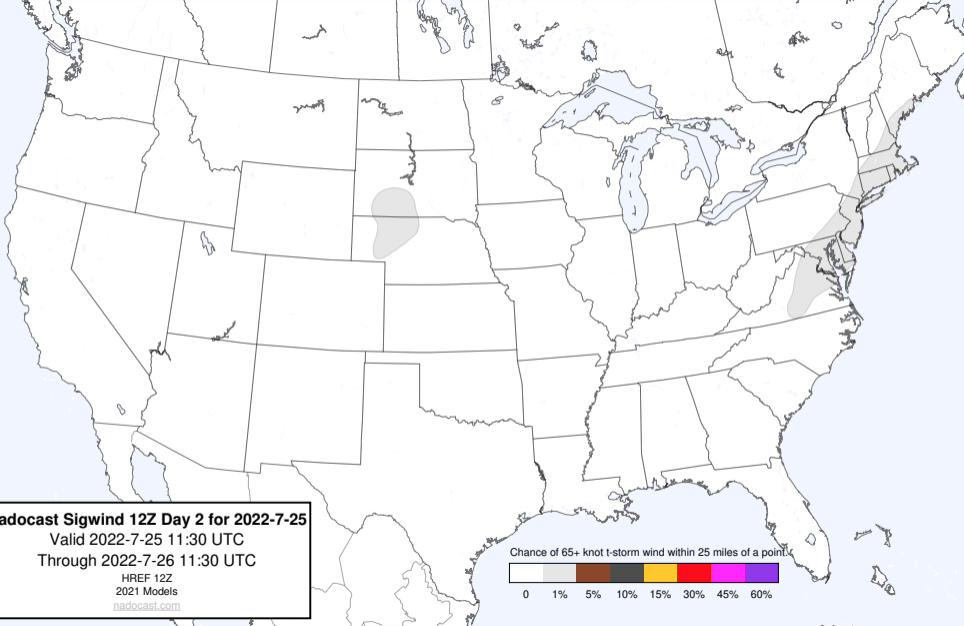 adocast Sigwind 12Z Day 2 for 2022-7-25
Valid 2022-7-25 11:30 UTC
Through 2022-7-26 11:30 UTC
HREF 12Z
2021 Models
nadocast.com
Chance of 65+ knot t-storm wind within 25 miles of a point.
0 1% 5% 10% 15% 30% 45% 60%